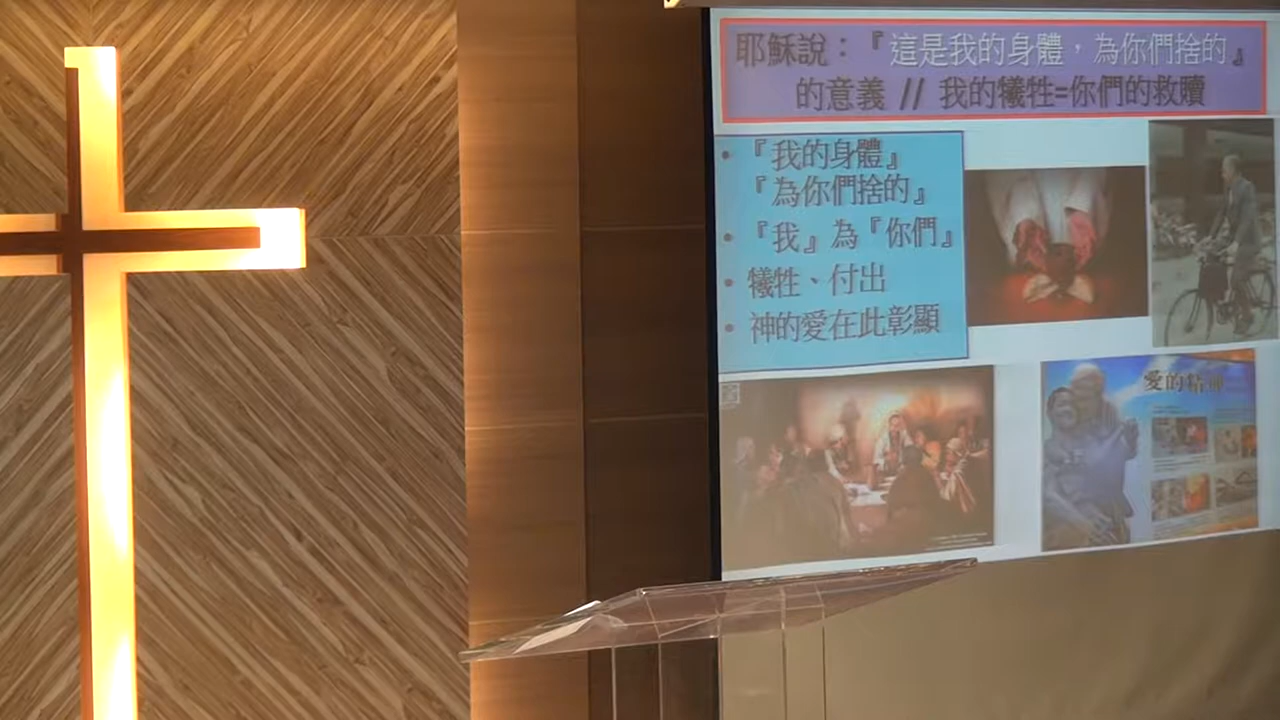 耶穌說：『這是我的身體，為你們捨的』
的意義 // 我的犧牲=你們的救贖
• 『我的身體』
『為你們捨的』
• 『我』為『你們』
• 犧牲、付出
• 神的愛在此彰顯
愛的精神